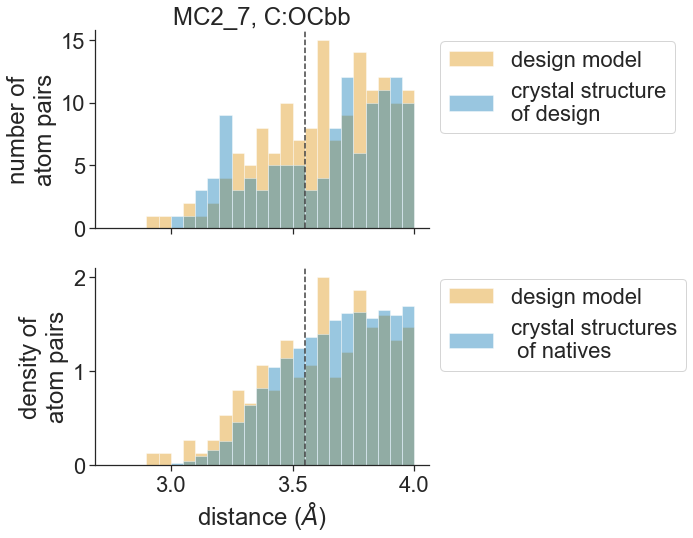 MC2_7, C:OCbb
number of
atom pairs
15
10
5
0
design model
crystal structure
of design
density of
atom pairs
2
1
0
design model
crystal structures
of natives
3.0 3.5 4.0
distance (Å)